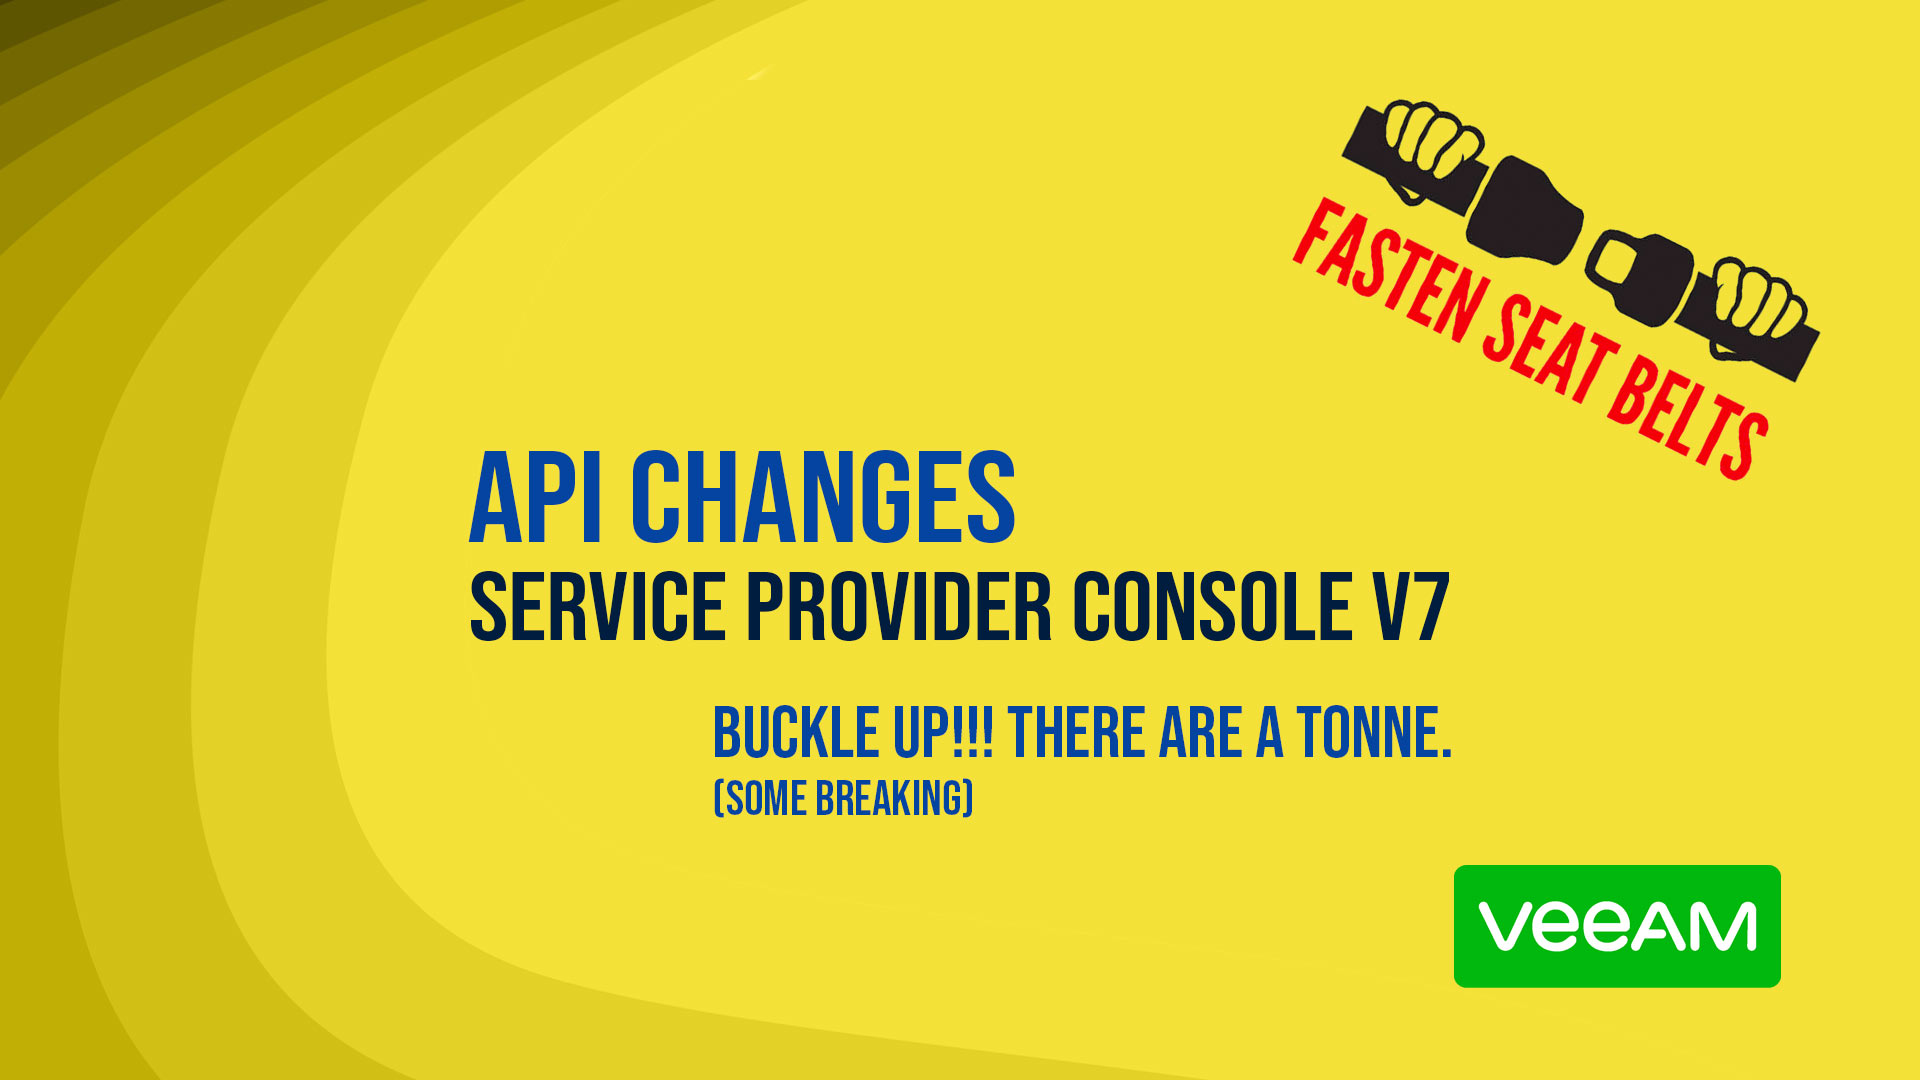 FASTEN SEAT BELTS
API CHANGES
SERVICE PROVIDER CONSOLE V7
BUCKLE UP!!! THERE ARE A TONNE.
(SOME BREAKING)
veeAM